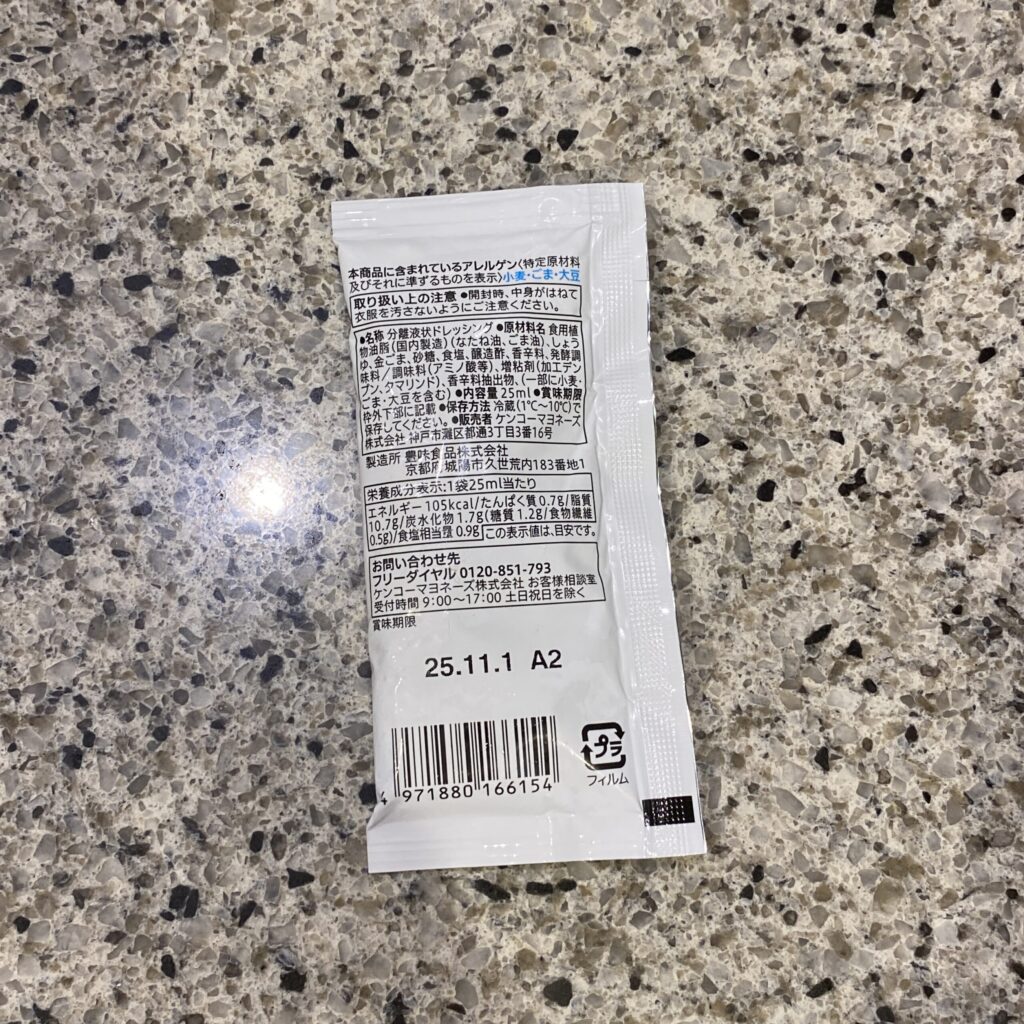 本商品に含まれているアレルゲン〈特定原材料
及びそれに準ずるものを表示〉小麦・ごま・大豆
取り扱い上の注意 ●開封時、中身がはねて
衣服を汚さないようにご注意ください。
●名称 分離液状ドレッシング ●原材料名 食用植
物油脂(国内製造)(なたね油、ごま油)、しょう
ゆ、金ごま、砂糖、食塩、醸造酢、香辛料、発酵調
味料/調味料(アミノ酸等)、増粘剤(加工デン
プン、タマリンド)、香辛料抽出物、(一部に小麦・
ごま・大豆を含む) ●内容量 25ml ●賞味期限
枠外下部に記載 ●保存方法 冷蔵(1℃〜10℃)で
保存してください。●販売者 ケンコーマヨネーズ
株式会社 神戸市灘区都通3丁目3番16号
製造所 豊味食品株式会社
京都府城陽市久世荒内183番地1
栄養成分表示:1袋25ml当たり
エネルギー 105kcal/たんぱく質 0.7g/脂質
10.7g/炭水化物 1.7g(糖質 1.2g/食物繊維
0.5g)/食塩相当量 0.9g この表示値は、目安です。
お問い合わせ先
フリーダイヤル 0120-851-793
ケンコーマヨネーズ株式会社 お客様相談室
受付時間 9:00〜17:00 土日祝日を除く
賞味期限
25.11.1 A2
プラ
フィルム
4 971880 166154